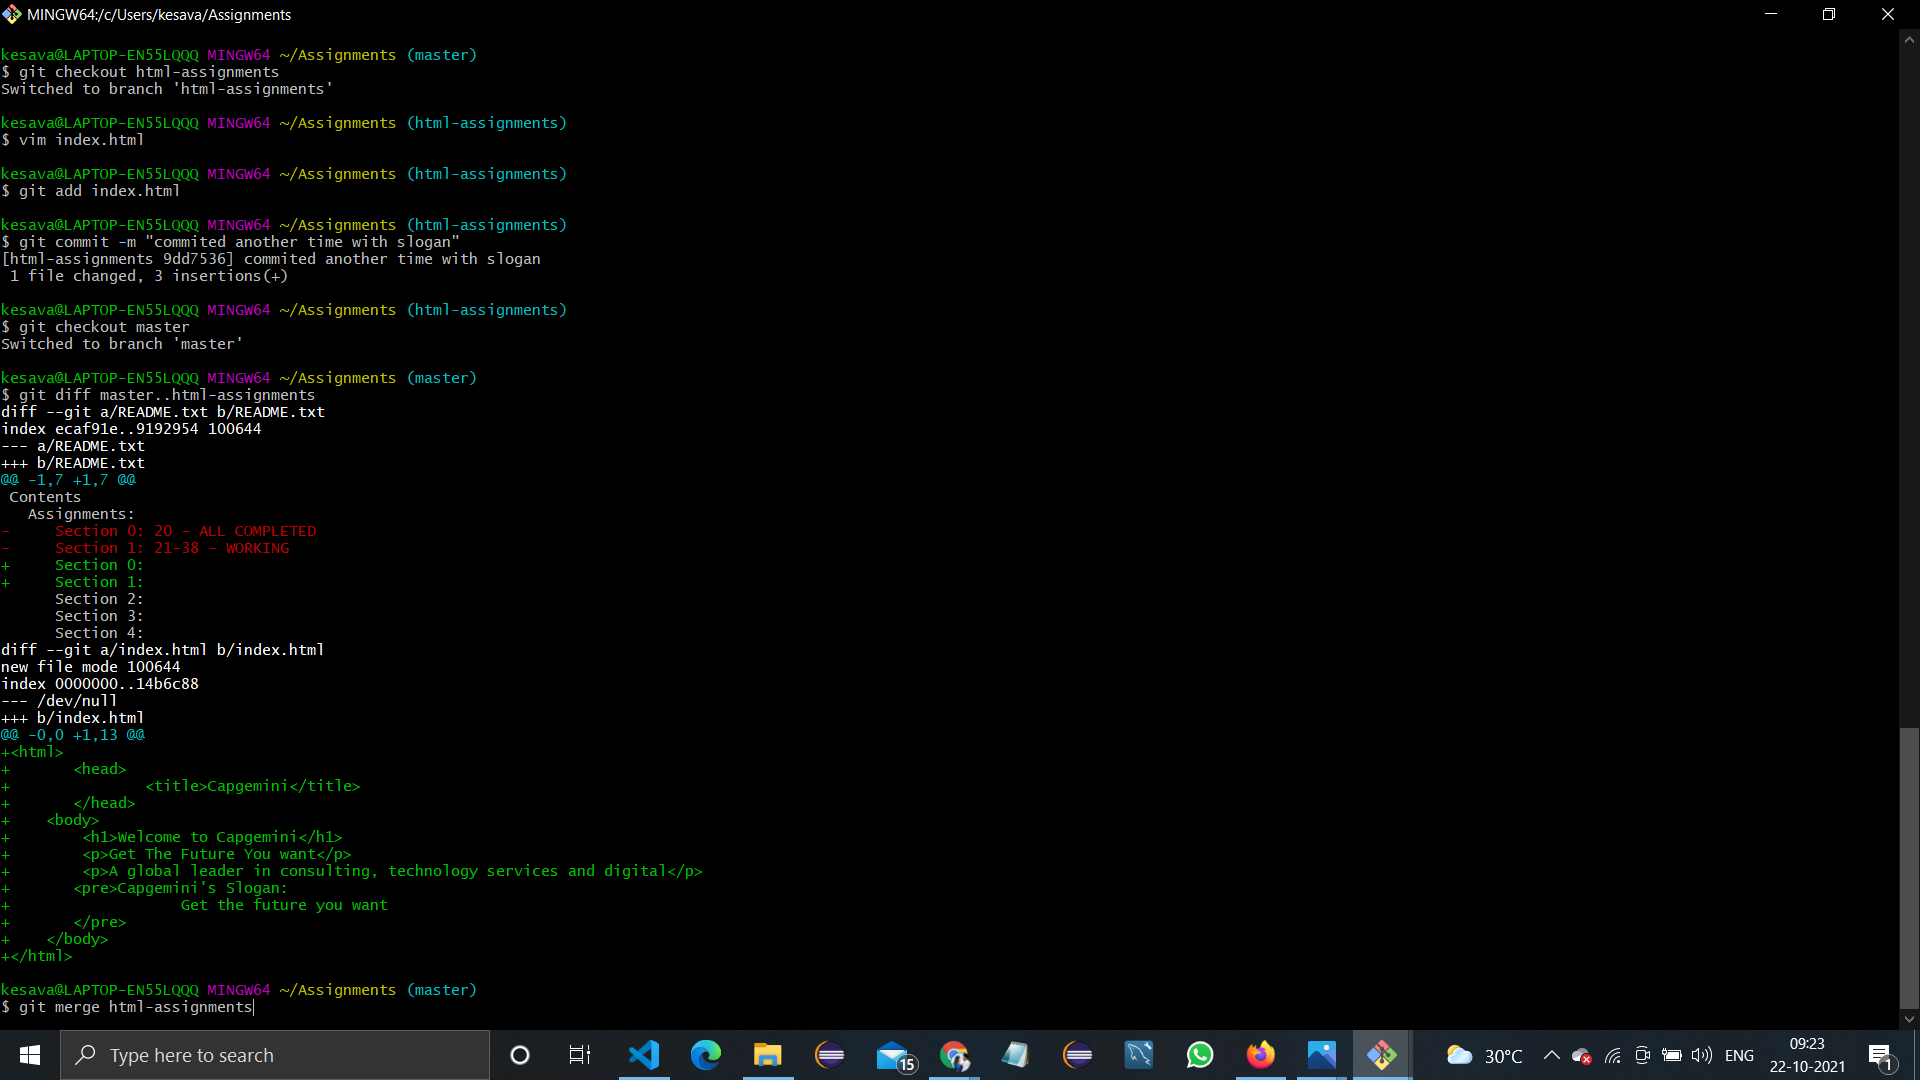 MINGW64:/c/Users/kesava/Assignments
kesava@LAPTOP-EN55LQQQ MINGW64 ~/Assignments (master)
$ git checkout html-assignments
Switched to branch 'html-assignments'
kesava@LAPTOP-EN55LQQQ MINGW64 ~/Assignments (html-assignments)
$ vim index.html
kesava@LAPTOP-EN55LQQQ MINGW64 ~/Assignments (html-assignments)
$ git add index.html
kesava@LAPTOP-EN55LQQQ MINGW64 ~/Assignments (html-assignments)
$ git commit -m "commited another time with slogan"
[html-assignments 9dd7536] commited another time with slogan
 1 file changed, 3 insertions(+)
kesava@LAPTOP-EN55LQQQ MINGW64 ~/Assignments (html-assignments)
$ git checkout master
Switched to branch 'master'
kesava@LAPTOP-EN55LQQQ MINGW64 ~/Assignments (master)
$ git diff master..html-assignments
diff --git a/README.txt b/README.txt
index ecaf91e..9192954 100644
--- a/README.txt
+++ b/README.txt
@@ -1,7 +1,7 @@
 Contents
   Assignments:
-     Section 0: 20 - ALL COMPLETED
-     Section 1: 21-38 - WORKING
+     Section 0:
+     Section 1:
      Section 2:
      Section 3:
      Section 4:
diff --git a/index.html b/index.html
new file mode 100644
index 0000000..14b6c88
--- /dev/null
+++ b/index.html
@@ -0,0 +1,13 @@
+<html>
+       <head>
+               <title>Capgemini</title>
+       </head>
+    <body>
+        <h1>Welcome to Capgemini</h1>
+        <p>Get The Future You want</p>
+        <p>A global leader in consulting, technology services and digital</p>
+       <pre>Capgemini's Slogan:
+                   Get the future you want
+       </pre>
+    </body>
+</html>
kesava@LAPTOP-EN55LQQQ MINGW64 ~/Assignments (master)
$ git merge html-assignments
Type here to search
15
30°C
ENG
09:23
22-10-2021
1